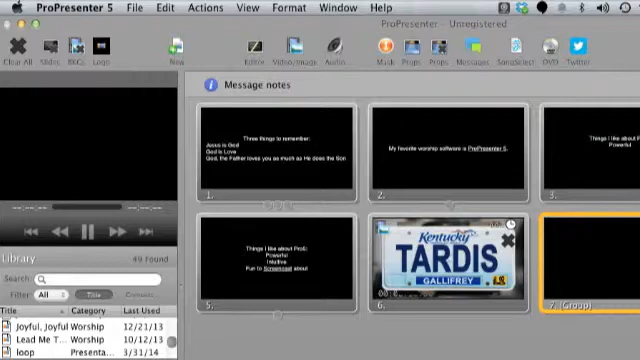 ProPresenter 5 File Edit Actions View Format Window Help
ProPresenter - Unregistered
Clear All Slides BKG Logo New Editor Video/Image Audio... Mask Props Props Messages SongSelect DVD Twitter
Message notes
Three things to remember:
Jesus is God
God is Love
God, the Father loves you as much as He does the Son
1.
My favorite worship software is ProPresenter 5.
2.
Things I like about P
Powerful
3.
Things I like about Pro5:
Powerful
Intuitive
Fun to Screencast about
5.
Kentucky
TARDIS
GALLIFREY
6.
7. (Group)
Library 49 Found
Search:
Filter: All Title
Title Category Last Used
Joyful, Joyful Worship 12/21/13
Lead Me T... Worship 10/12/13
loop Presenta... 3/31/14